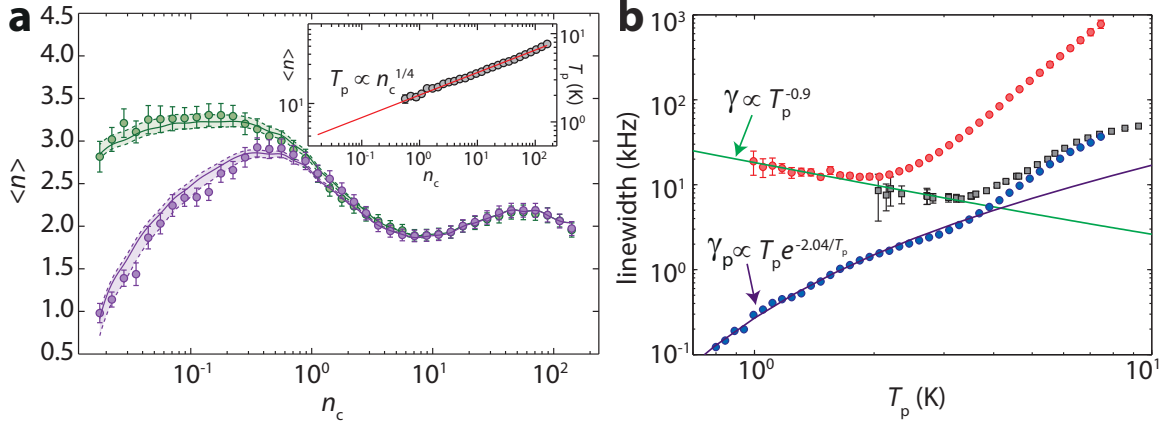 a
4.5
4.0
3.5
3.0
2.5
2.0
1.5
1.0
0.5
<n>
10^-1
10^0
10^1
10^2
n_c
T_p ∝ n_c^1/4
<n>
10^1
10^1
10^0
T_p (K)
10^-1
10^0
10^1
10^2
n_c
b
10^3
10^2
10^1
10^0
10^-1
linewidth (kHz)
γ ∝ T_p^-0.9
γ_p ∝ T_p e^-2.04/T_p
10^0
10^1
T_p (K)